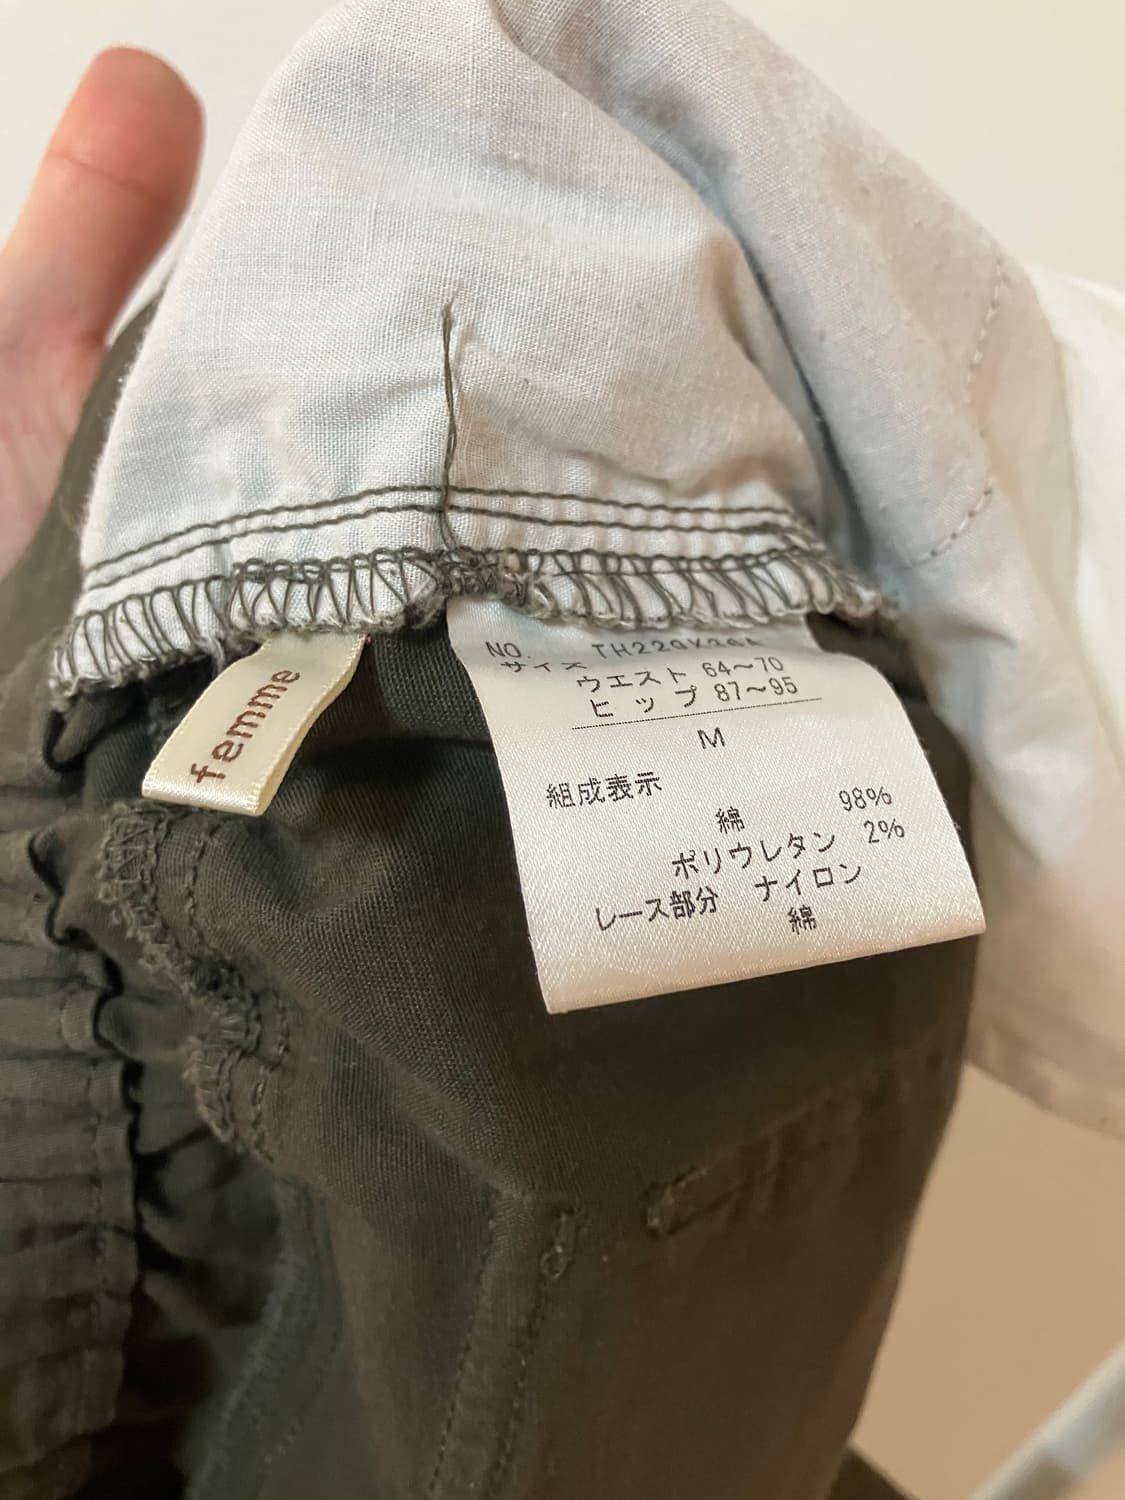 femme
NO.
サイズ
ウエスト 64〜70
ヒップ 87〜95
M
組成表示
綿 98%
ポリウレタン 2%
レース部分 ナイロン
綿